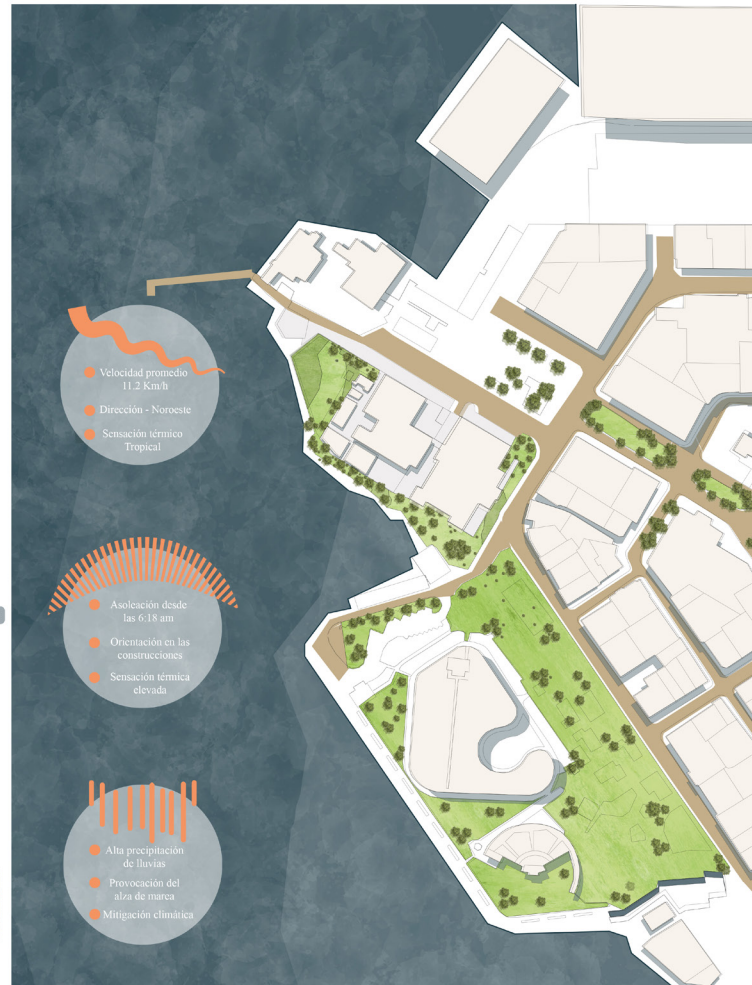 Velocidad promedio
11.2 Km/h
Dirección - Noroeste
Sensación térmico
Tropical
Asoleación desde
las 6:18 am
Orientación en las
construcciones
Sensación térmica
elevada
Alta precipitación
de lluvias
Provocación del
alza de marea
Mitigación climática